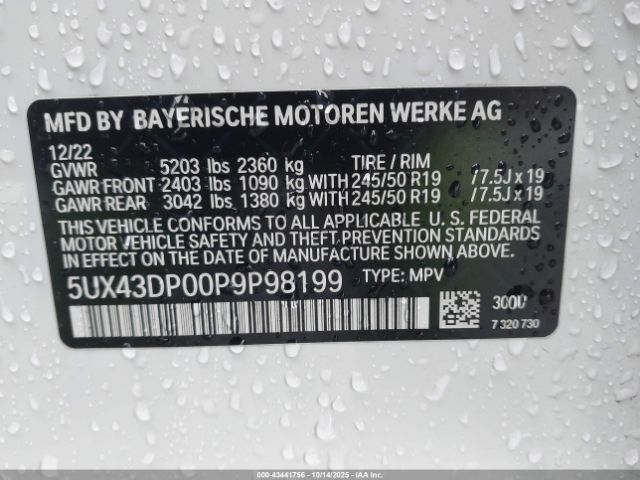 MFD BY BAYERISCHE MOTOREN WERKE AG
12/22
GVWR 5203 lbs 2360 kg TIRE / RIM
GAWR FRONT 2403 lbs 1090 kg WITH 245/50 R19 /7.5J x 19
GAWR REAR 3042 lbs 1380 kg WITH 245/50 R19 /7.5J x 19
THIS VEHICLE CONFORMS TO ALL APPLICABLE U. S. FEDERAL
MOTOR VEHICLE SAFETY AND THEFT PREVENTION STANDARDS
IN EFFECT ON THE DATE OF MANUFACTURE SHOWN ABOVE.
5UX43DP00P9P98199 TYPE: MPV
300U
7 320 730
000-43441756 | 10/14/2025 | IAAI.com